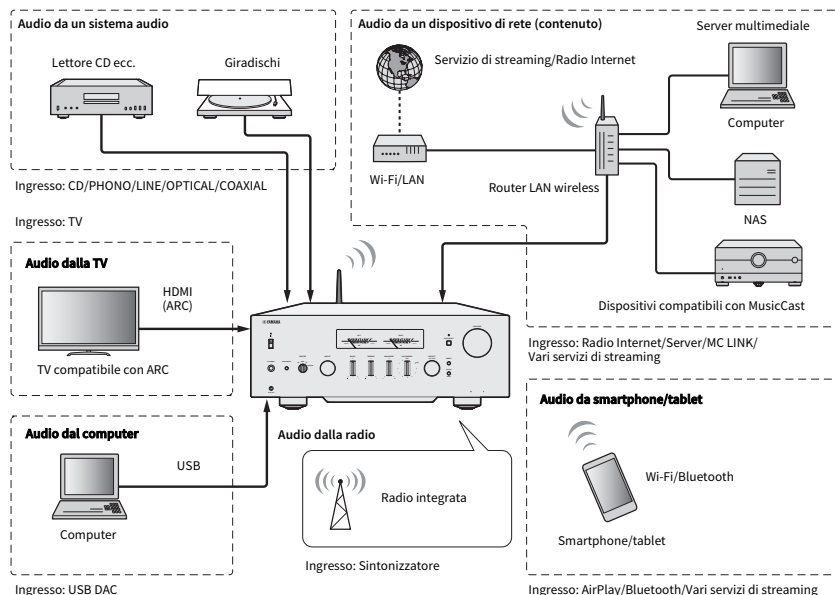 Audio da un sistema audio
Lettore CD ecc.
Giradischi
Ingresso: CD/PHONO/LINE/OPTICAL/COAXIAL
Audio da un dispositivo di rete (contenuto)
Server multimediale
Servizio di streaming/Radio Internet
Computer
Wi-Fi/LAN
Router LAN wireless
NAS
Dispositivi compatibili con MusicCast
Ingresso: Radio Internet/Server/MC LINK/
Vari servizi di streaming
Ingresso: TV
Audio dalla TV
HDMI
(ARC)
TV compatibile con ARC
YAMAHA
Audio dal computer
USB
Computer
Ingresso: USB DAC
Audio dalla radio
Radio integrata
Ingresso: Sintonizzatore
Audio da smartphone/tablet
Wi-Fi/Bluetooth
Smartphone/tablet
Ingresso: AirPlay/Bluetooth/Vari servizi di streaming